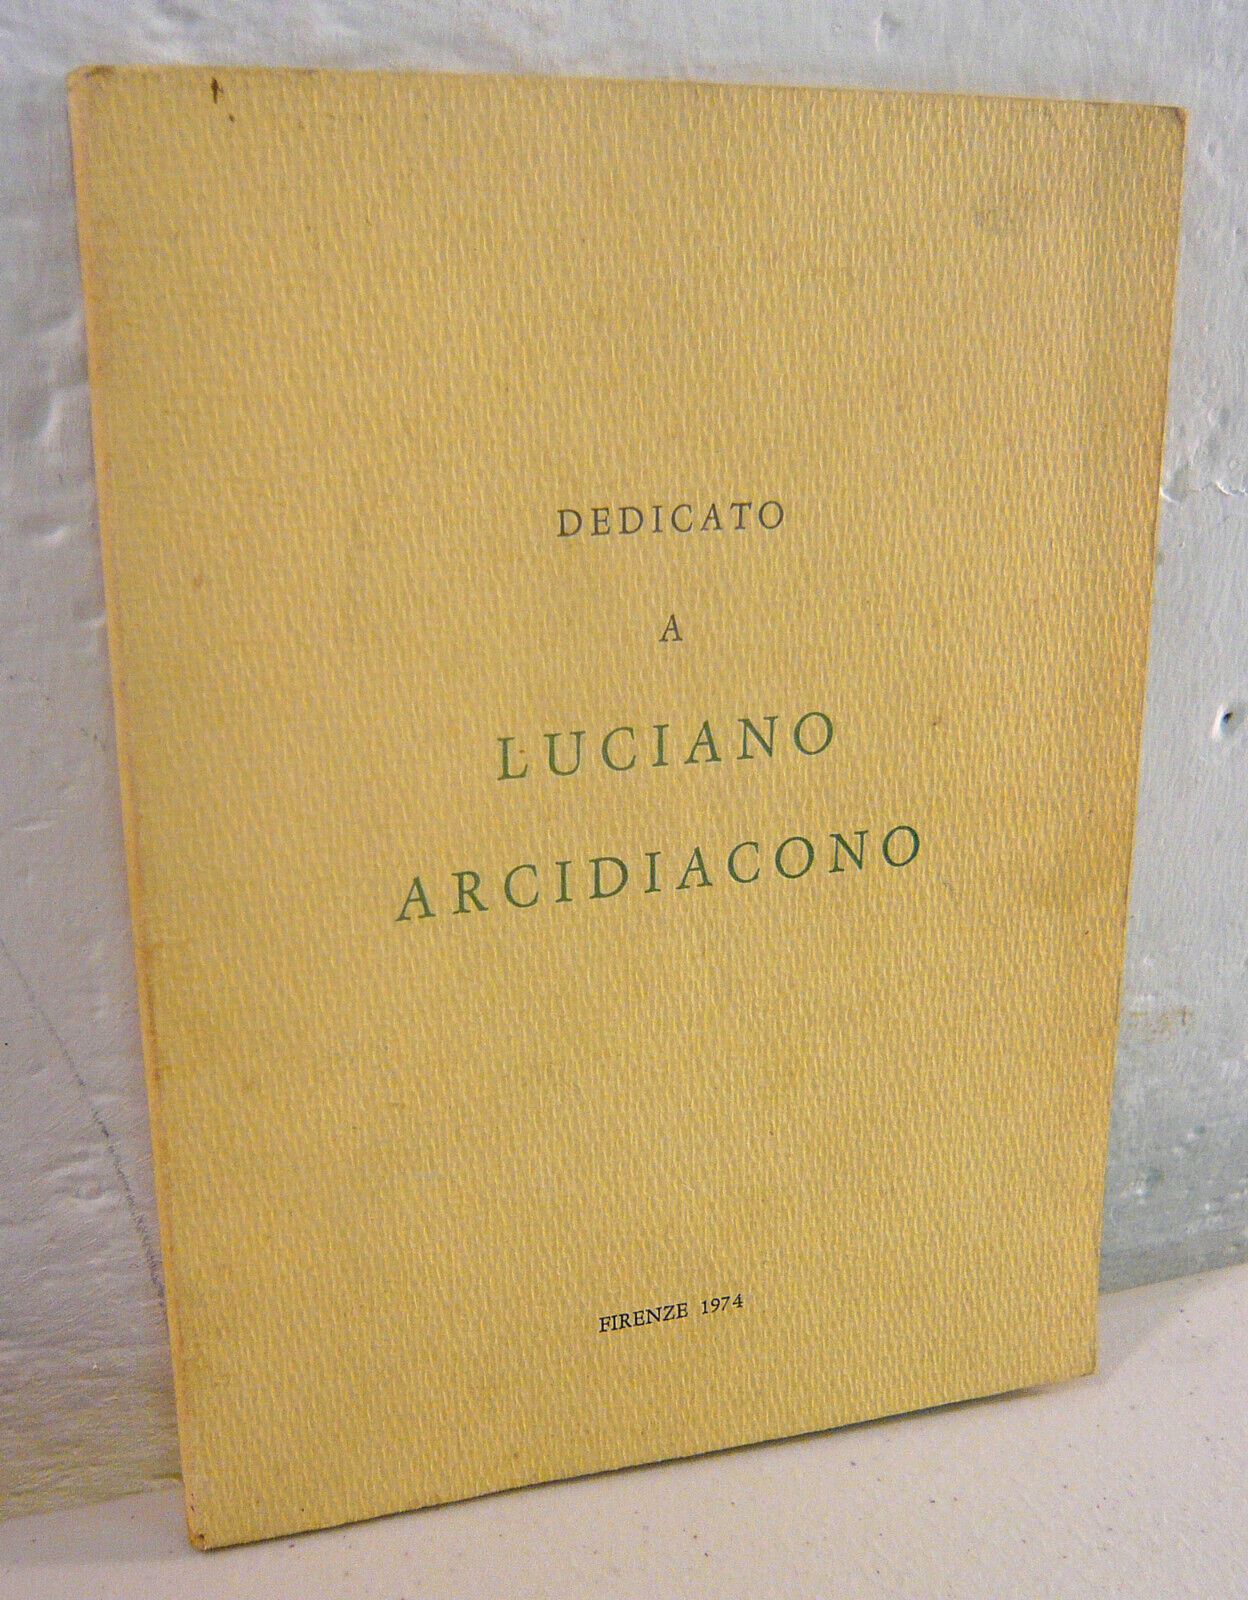 DEDICATO
A
LUCIANO
ARCIDIACONO
FIRENZE 1974